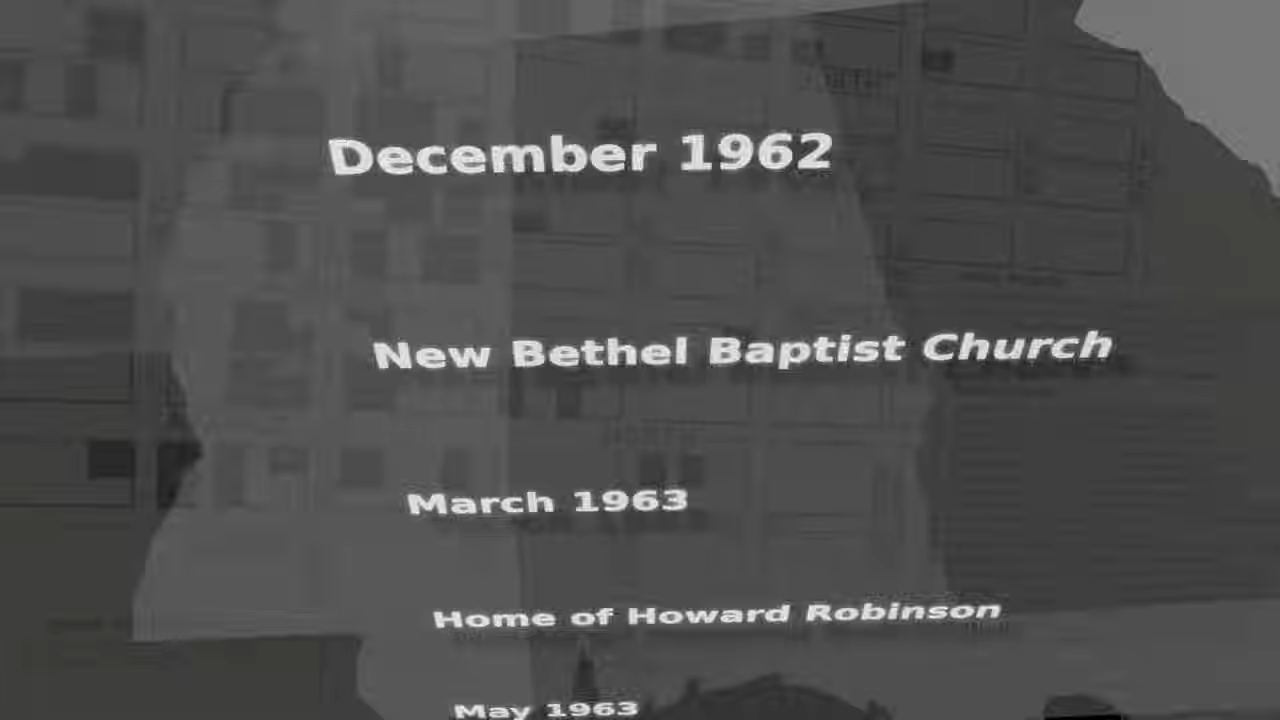 December 1962
New Bethel Baptist Church
March 1963
Home of Howard Robinson
May 1963